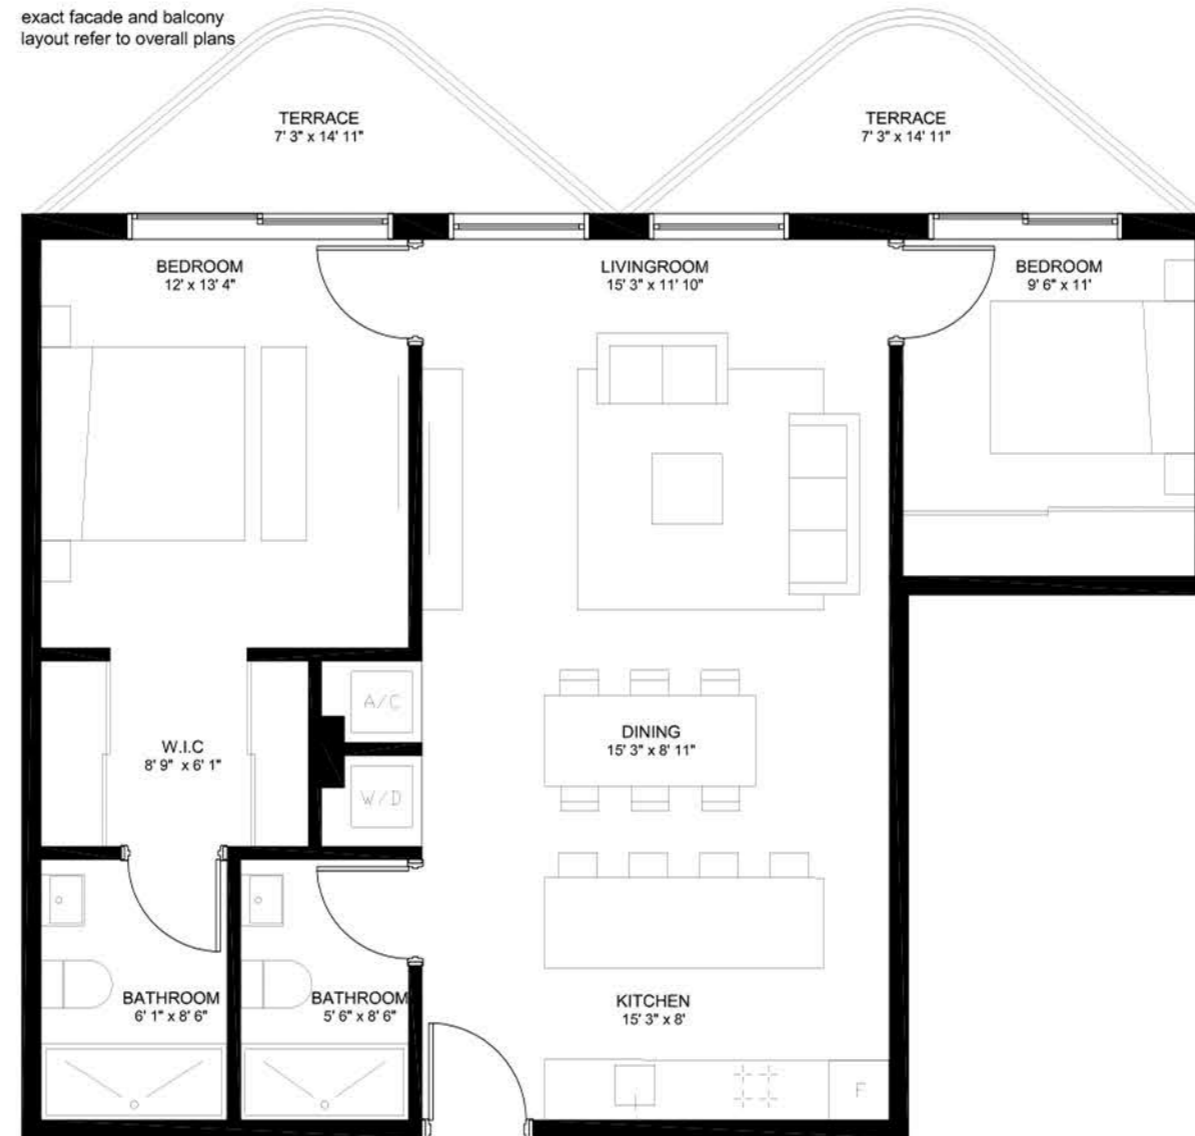 exact facade and balcony
layout refer to overall plans
TERRACE
7' 3" x 14' 11"
TERRACE
7' 3" x 14' 11"
BEDROOM
12' x 13' 4"
LIVINGROOM
15' 3" x 11' 10"
BEDROOM
9' 6" x 11'
A/C
DINING
15' 3" x 8' 11"
W.I.C
8' 9" x 6' 1"
W/D
BATHROOM
6' 1" x 8' 6"
BATHROOM
5' 6" x 8' 6"
KITCHEN
15' 3" x 8'
F